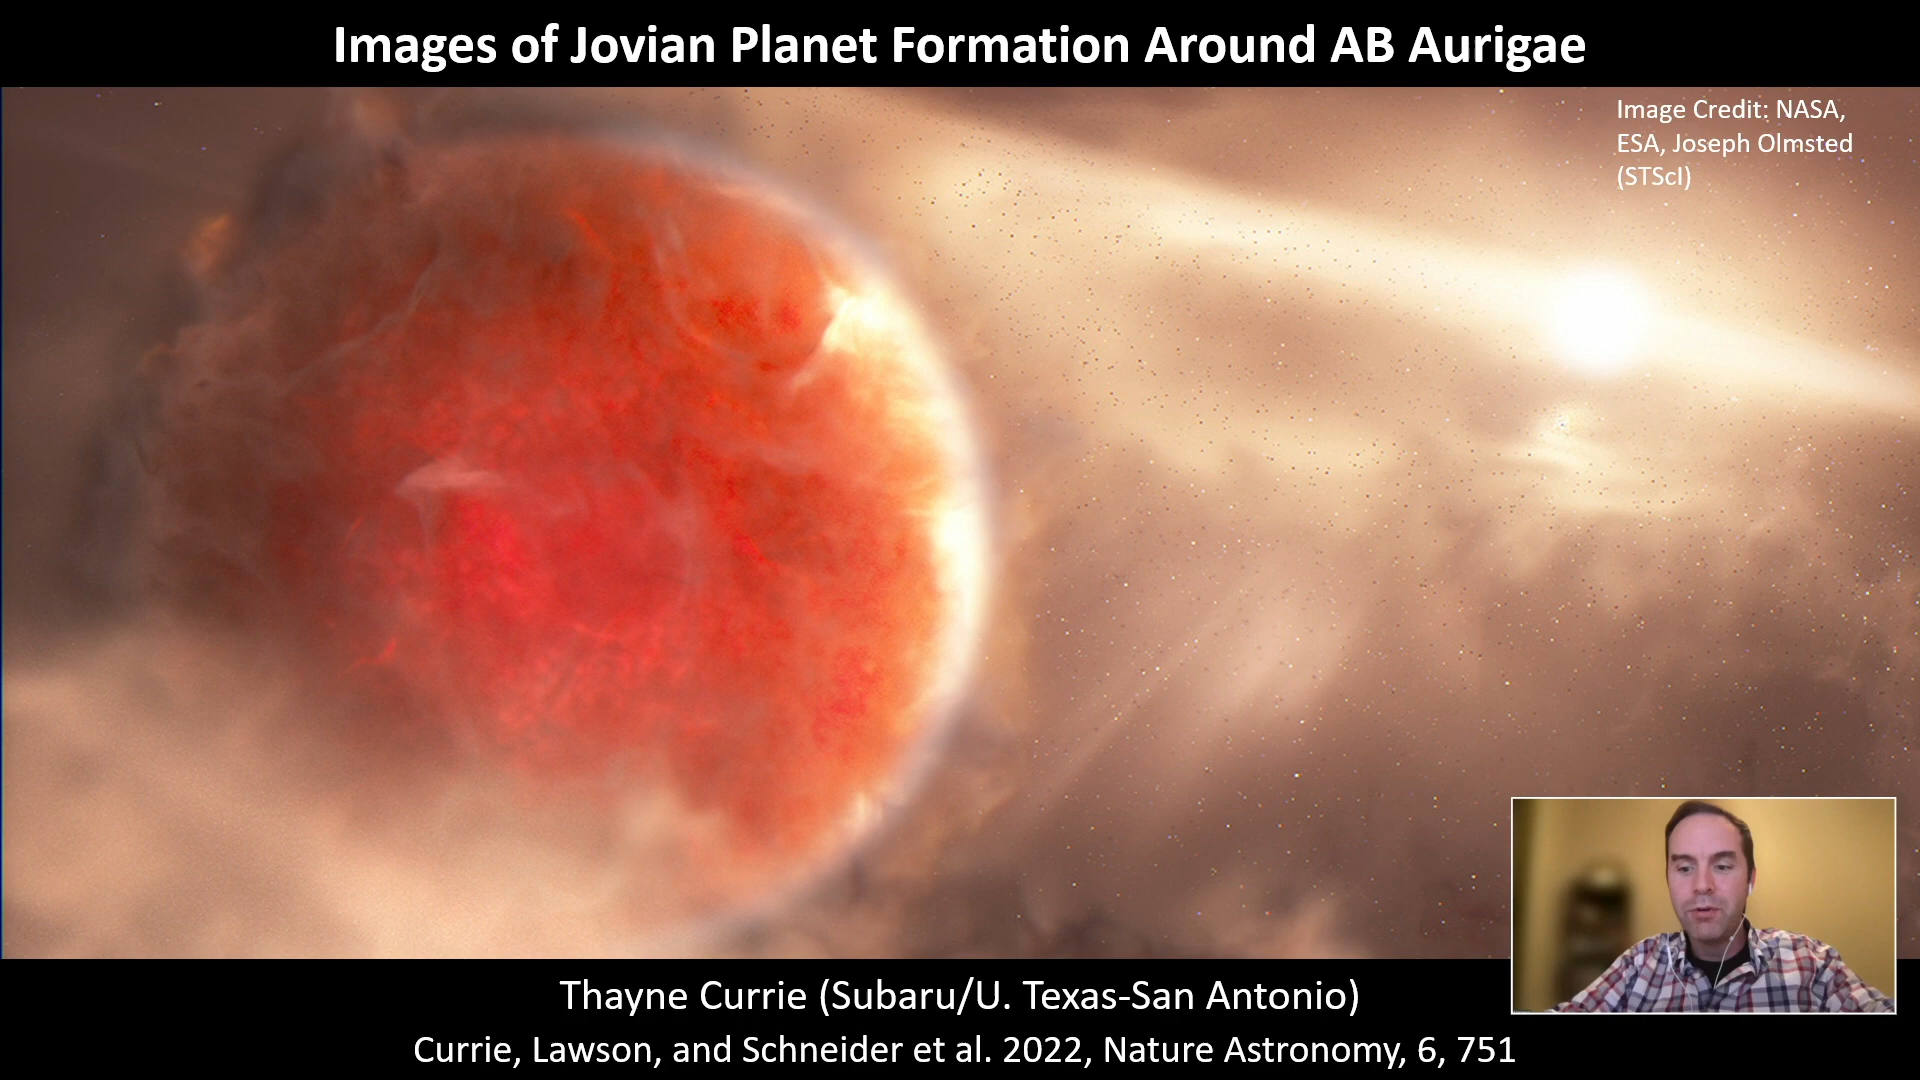 Images of Jovian Planet Formation Around AB Aurigae
Image Credit: NASA,
ESA, Joseph Olmsted
(STScI)
Thayne Currie (Subaru/U. Texas-San Antonio)
Currie, Lawson, and Schneider et al. 2022, Nature Astronomy, 6, 751